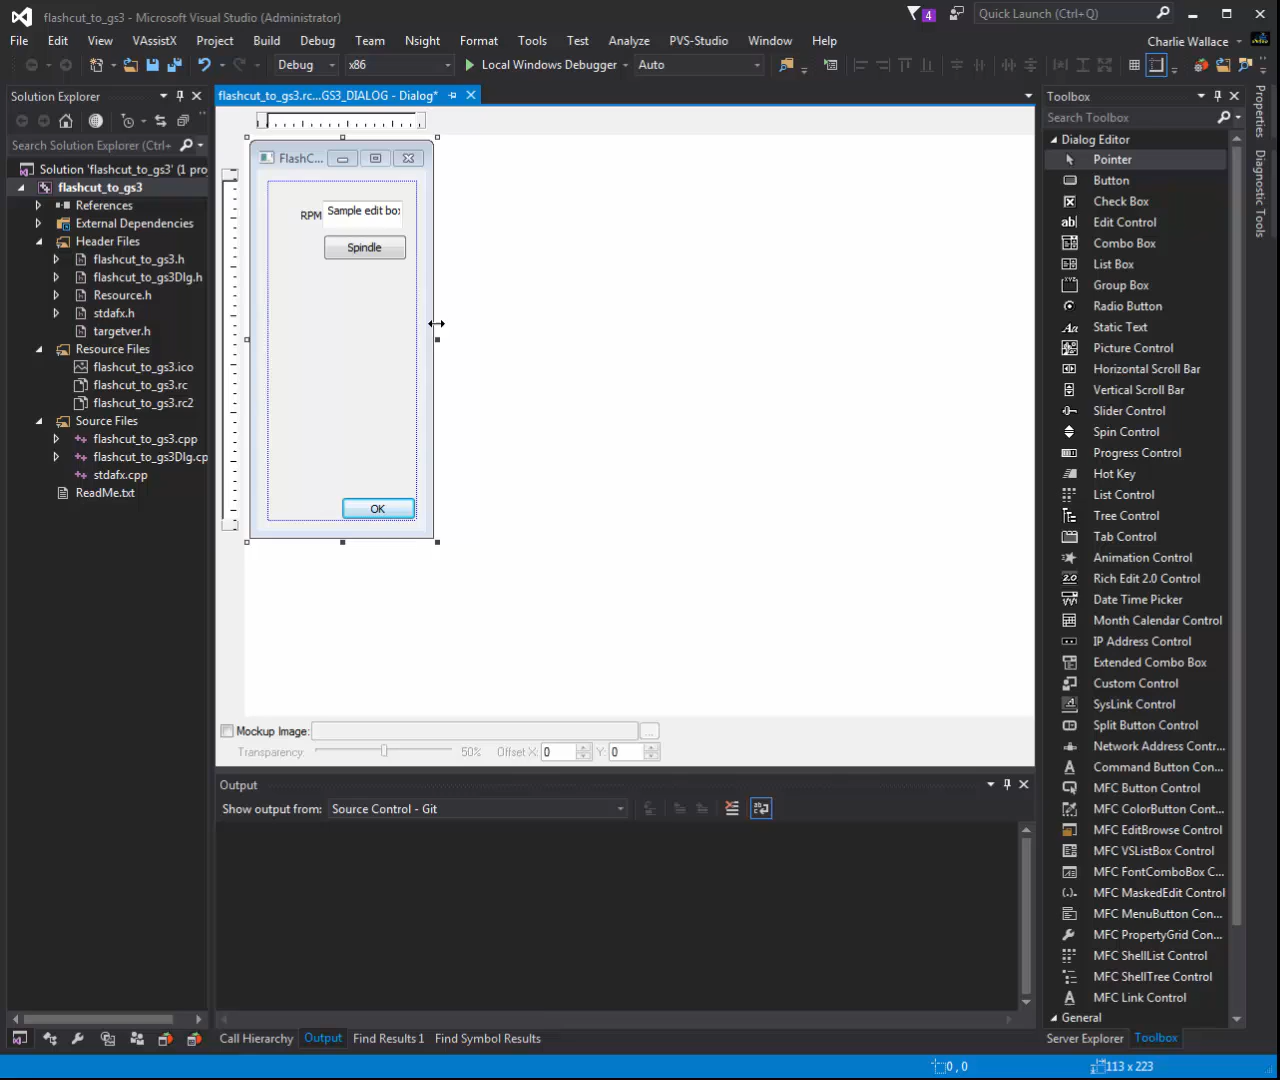 flashcut_to_gs3 - Microsoft Visual Studio (Administrator)
4
Quick Launch (Ctrl+Q)
File Edit View VAssistX Project Build Debug Team Nsight Format Tools Test Analyze PVS-Studio Window Help
Charlie Wallace
Debug x86 Local Windows Debugger Auto
Solution Explorer
flashcut_to_gs3.rc...GS3_DIALOG - Dialog*
Toolbox
Search Solution Explorer (Ctrl+
Search Toolbox
Solution 'flashcut_to_gs3' (1 pro
flashcut_to_gs3
References
External Dependencies
Header Files
flashcut_to_gs3.h
flashcut_to_gs3Dlg.h
Resource.h
stdafx.h
targetver.h
Resource Files
flashcut_to_gs3.ico
flashcut_to_gs3.rc
flashcut_to_gs3.rc2
Source Files
flashcut_to_gs3.cpp
flashcut_to_gs3Dlg.cp
stdafx.cpp
ReadMe.txt
FlashC...
RPM Sample edit box
Spindle
OK
Mockup Image: ...
Transparency: 50% Offset X: 0 Y: 0
Output
Show output from: Source Control - Git
Dialog Editor
Pointer
Button
Check Box
Edit Control
Combo Box
List Box
Group Box
Radio Button
Static Text
Picture Control
Horizontal Scroll Bar
Vertical Scroll Bar
Slider Control
Spin Control
Progress Control
Hot Key
List Control
Tree Control
Tab Control
Animation Control
Rich Edit 2.0 Control
Date Time Picker
Month Calendar Control
IP Address Control
Extended Combo Box
Custom Control
SysLink Control
Split Button Control
Network Address Contr...
Command Button Con...
MFC Button Control
MFC ColorButton Cont...
MFC EditBrowse Control
MFC VSListBox Control
MFC FontComboBox C...
MFC MaskedEdit Control
MFC MenuButton Con...
MFC PropertyGrid Con...
MFC ShellList Control
MFC ShellTree Control
MFC Link Control
General
Properties
Diagnostic Tools
Call Hierarchy Output Find Results 1 Find Symbol Results
Server Explorer Toolbox
0 , 0 113 x 223